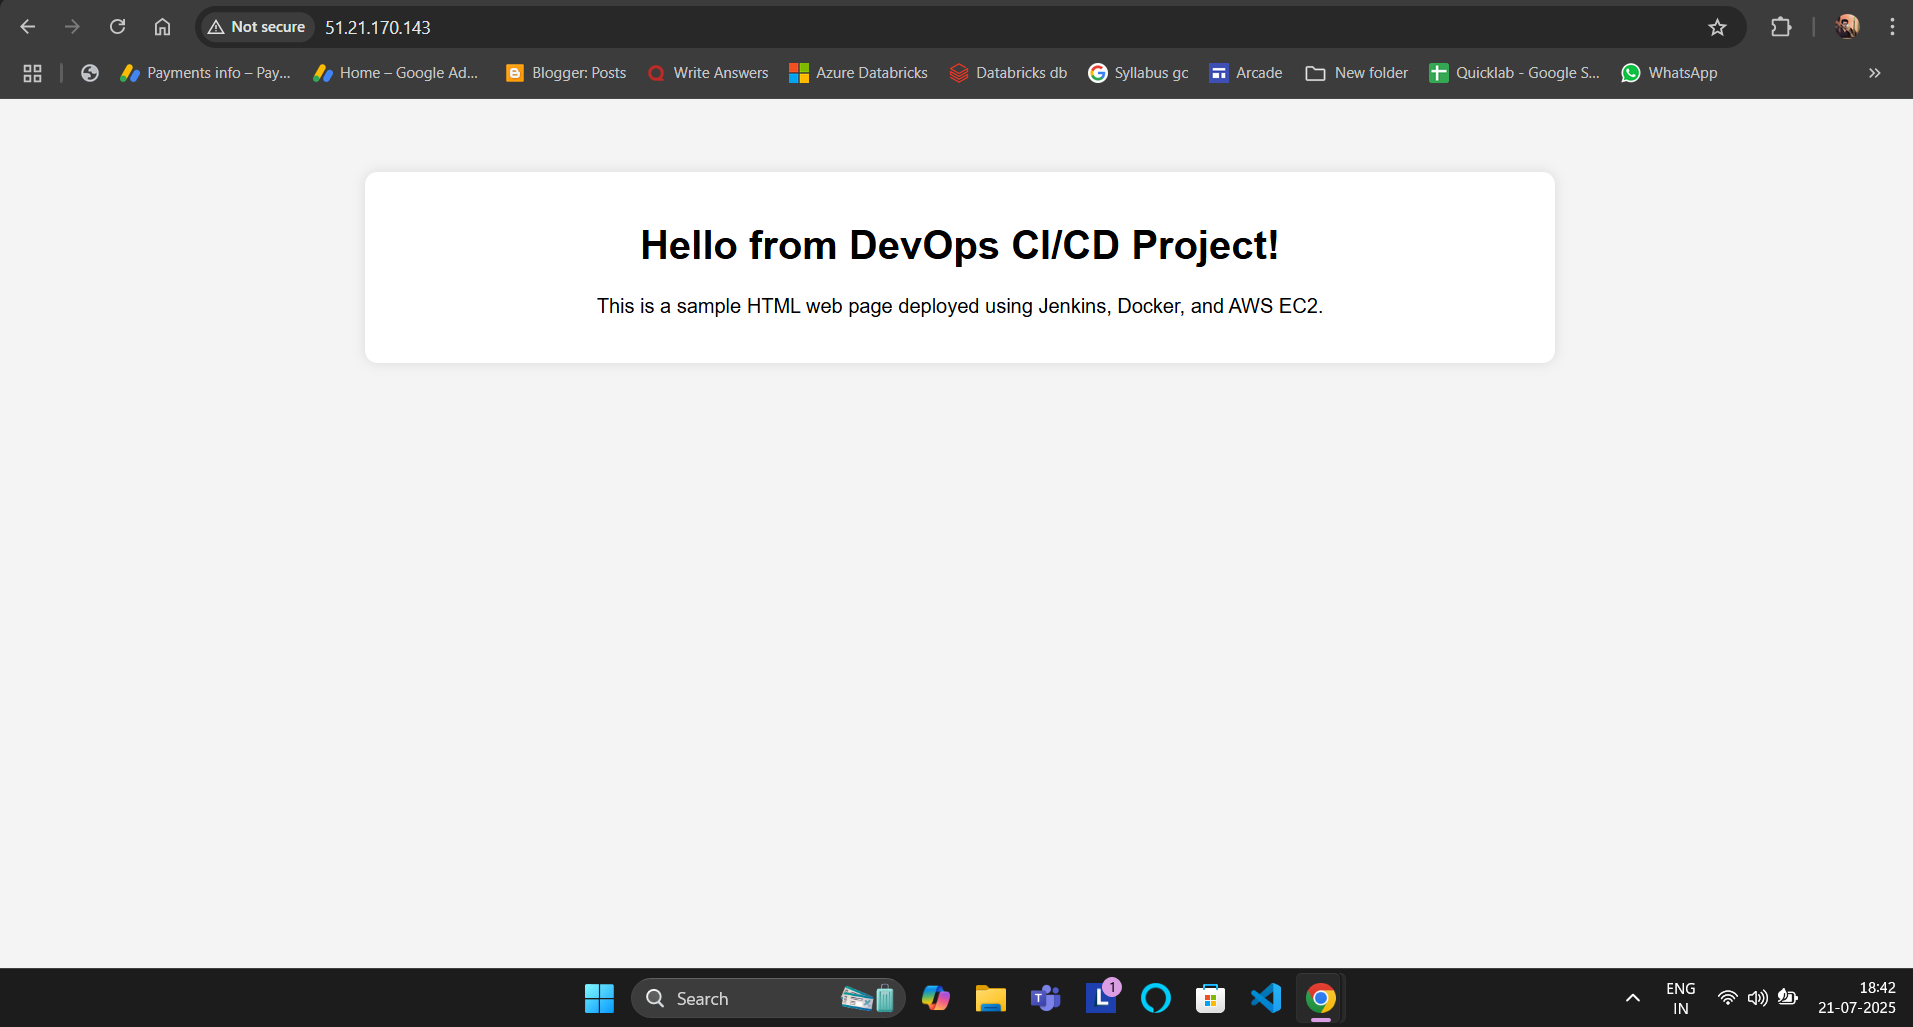 Not secure 51.21.170.143
Payments info – Pay... Home – Google Ad... Blogger: Posts Write Answers Azure Databricks Databricks db Syllabus gc Arcade New folder Quicklab - Google S... WhatsApp
Hello from DevOps CI/CD Project!
This is a sample HTML web page deployed using Jenkins, Docker, and AWS EC2.
Search
T
L 1
ENG
IN
18:42
21-07-2025